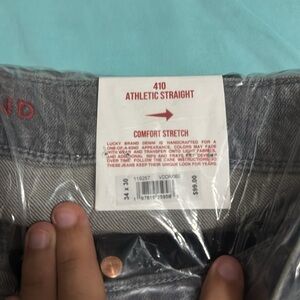 ND
410
ATHLETIC STRAIGHT
COMFORT STRETCH
LUCKY BRAND DENIM IS HANDCRAFTED FOR A
ONE-OF-A-KIND APPEARANCE. COLORS MAY FADE
WITH WEAR AND TRANSFER ONTO LIGHT FABRICS,
AND ADDITIONAL RIPS AND TEARS MAY DEVELOP
OVER TIME. FOLLOW THE CARE INSTRUCTIONS TO
THESE JEANS KEEP THEIR UNIQUE LOOK FOR YEARS.
34 x 30
$99.00